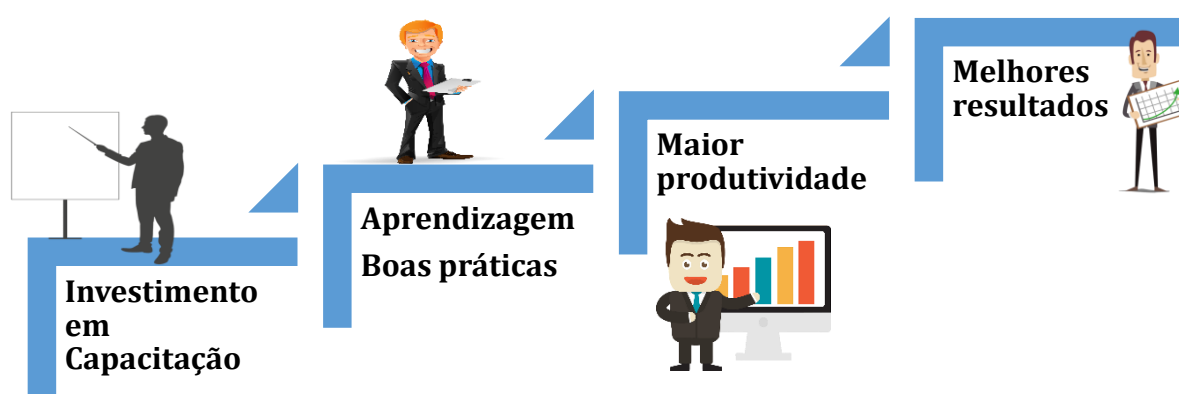 Investimento
em
Capacitação
Aprendizagem
Boas práticas
Maior
produtividade
Melhores
resultados